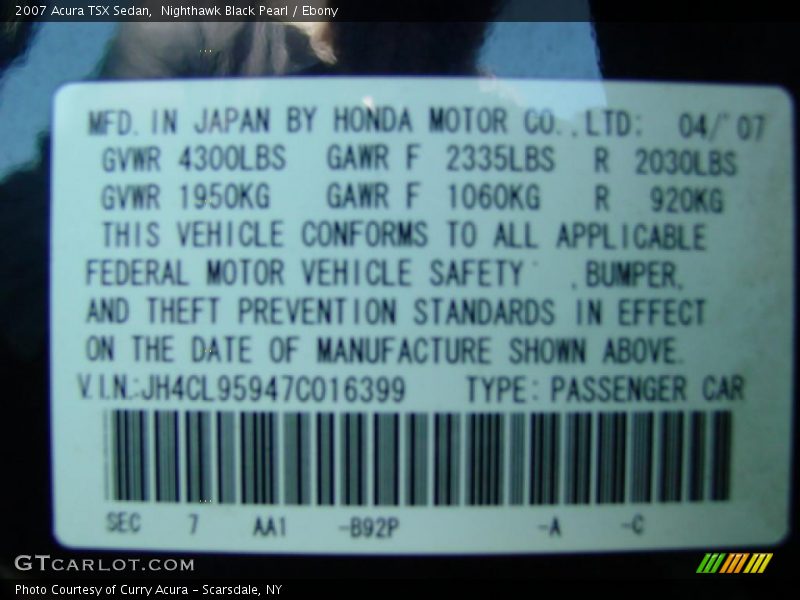 2007 Acura TSX Sedan,  Nighthawk Black Pearl / Ebony
MFD. IN JAPAN BY HONDA MOTOR CO.,LTD: 04/'07
GVWR 4300LBS GAWR F 2335LBS R 2030LBS
GVWR 1950KG GAWR F 1060KG R 920KG
THIS VEHICLE CONFORMS TO ALL APPLICABLE
FEDERAL MOTOR VEHICLE SAFETY ,BUMPER,
AND THEFT PREVENTION STANDARDS IN EFFECT
ON THE DATE OF MANUFACTURE SHOWN ABOVE.
V.I.N.:JH4CL95947C016399 TYPE: PASSENGER CAR
SEC 7 AA1 -B92P -A -C
GTCARLOT.COM
Photo Courtesy of Curry Acura - Scarsdale, NY